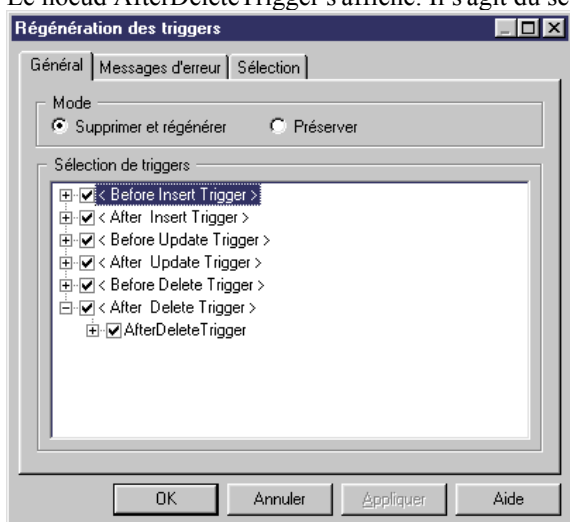 Le noeud AfterDeleteTrigger s'affiche. Il s'agit du se
Régénération des triggers
Général Messages d'erreur Sélection
Mode
Supprimer et régénérer Préserver
Sélection de triggers
< Before Insert Trigger >
< After Insert Trigger >
< Before Update Trigger >
< After Update Trigger >
< Before Delete Trigger >
< After Delete Trigger >
AfterDeleteTrigger
OK Annuler Appliquer Aide